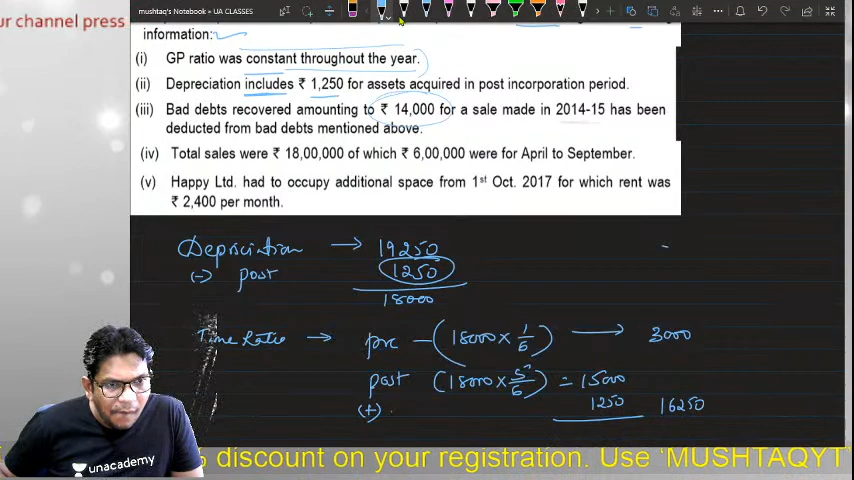 mushtaq's Notebook > UA CLASSES
ur channel press
information:
(i) GP ratio was constant throughout the year.
(ii) Depreciation includes ₹ 1,250 for assets acquired in post incorporation period.
(iii) Bad debts recovered amounting to ₹ 14,000 for a sale made in 2014-15 has been
deducted from bad debts mentioned above.
(iv) Total sales were ₹ 18,00,000 of which ₹ 6,00,000 were for April to September.
(v) Happy Ltd. had to occupy additional space from 1st Oct. 2017 for which rent was
₹ 2,400 per month.
Depriciation → 19250
(-) post 1250
18000
Time Ratio → pre - (18000 × 1/6) → 3000
post (18000 × 5/6) = 15000
(+) 1250 16250
unacademy
% discount on your registration. Use 'MUSHTAQYT'